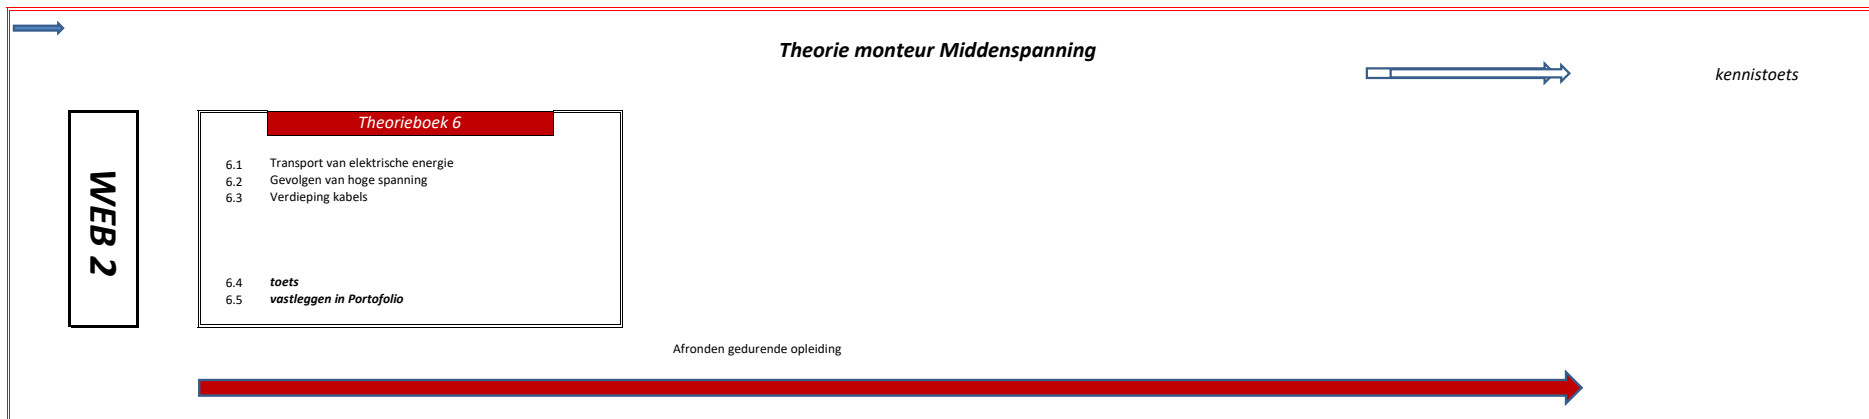 Theorie monteur Middenspanning
kennistoets
WEB 2
Theorieboek 6
6.1 Transport van elektrische energie
6.2 Gevolgen van hoge spanning
6.3 Verdieping kabels
6.4 toets
6.5 vastleggen in Portofolio
Afronden gedurende opleiding